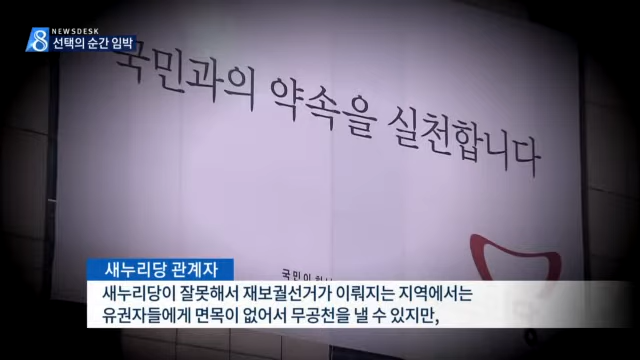 8 NEWSDESK
선택의 순간 임박
국민과의 약속을 실천합니다
새누리당 관계자
새누리당이 잘못해서 재보궐선거가 이뤄지는 지역에서는
유권자들에게 면목이 없어서 무공천을 낼 수 있지만,